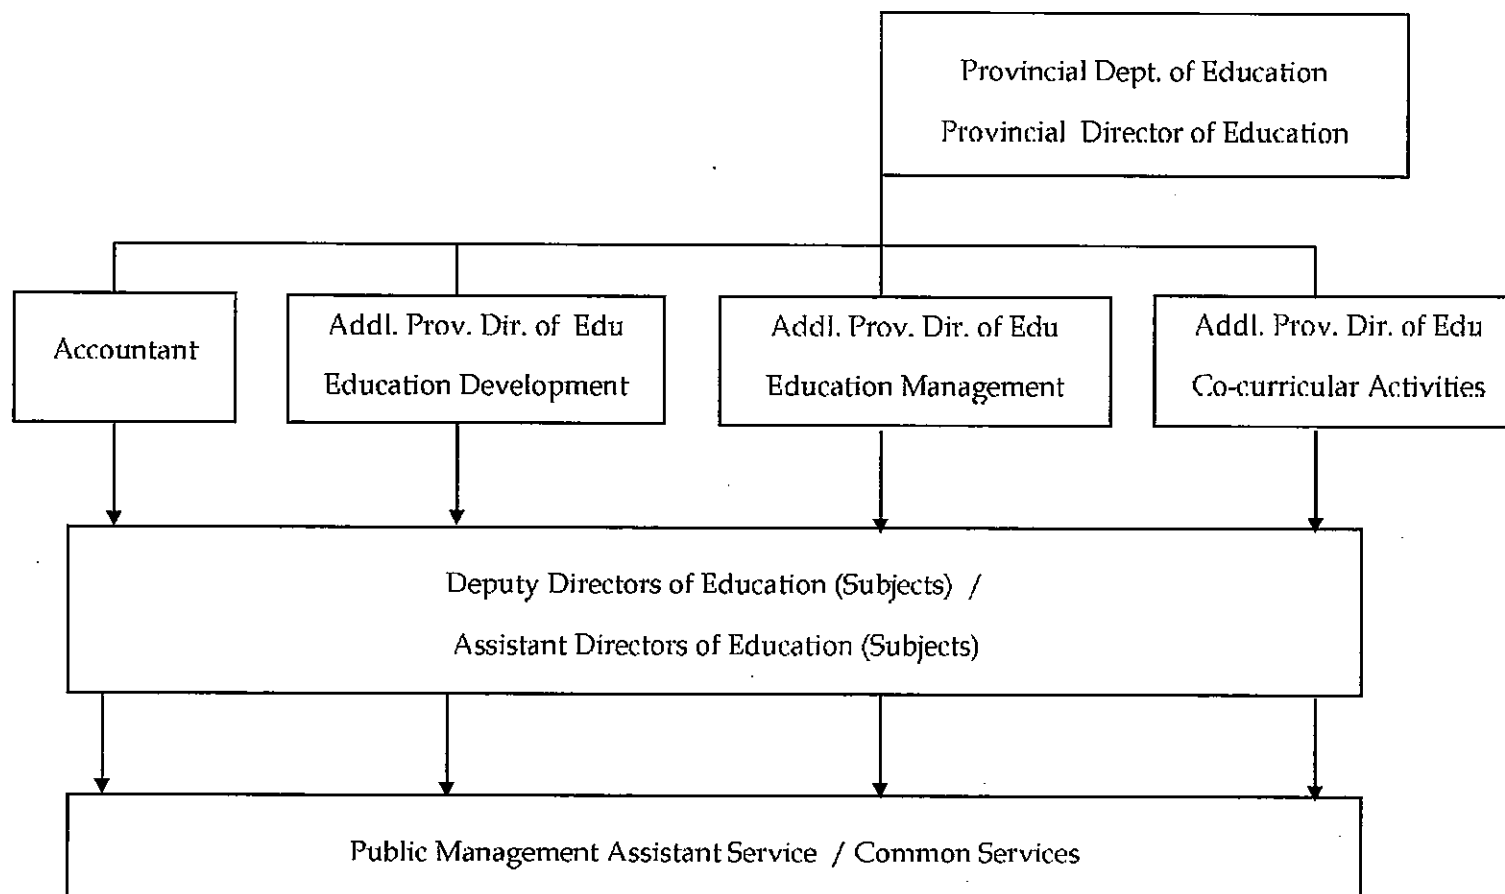 Provincial Dept. of Education
Provincial Director of Education
Accountant
Addl. Prov. Dir. of Edu
Education Development
Addl. Prov. Dir. of Edu
Education Management
Addl. Prov. Dir. of Edu
Co-curricular Activities
Deputy Directors of Education (Subjects) /
Assistant Directors of Education (Subjects)
Public Management Assistant Service / Common Services